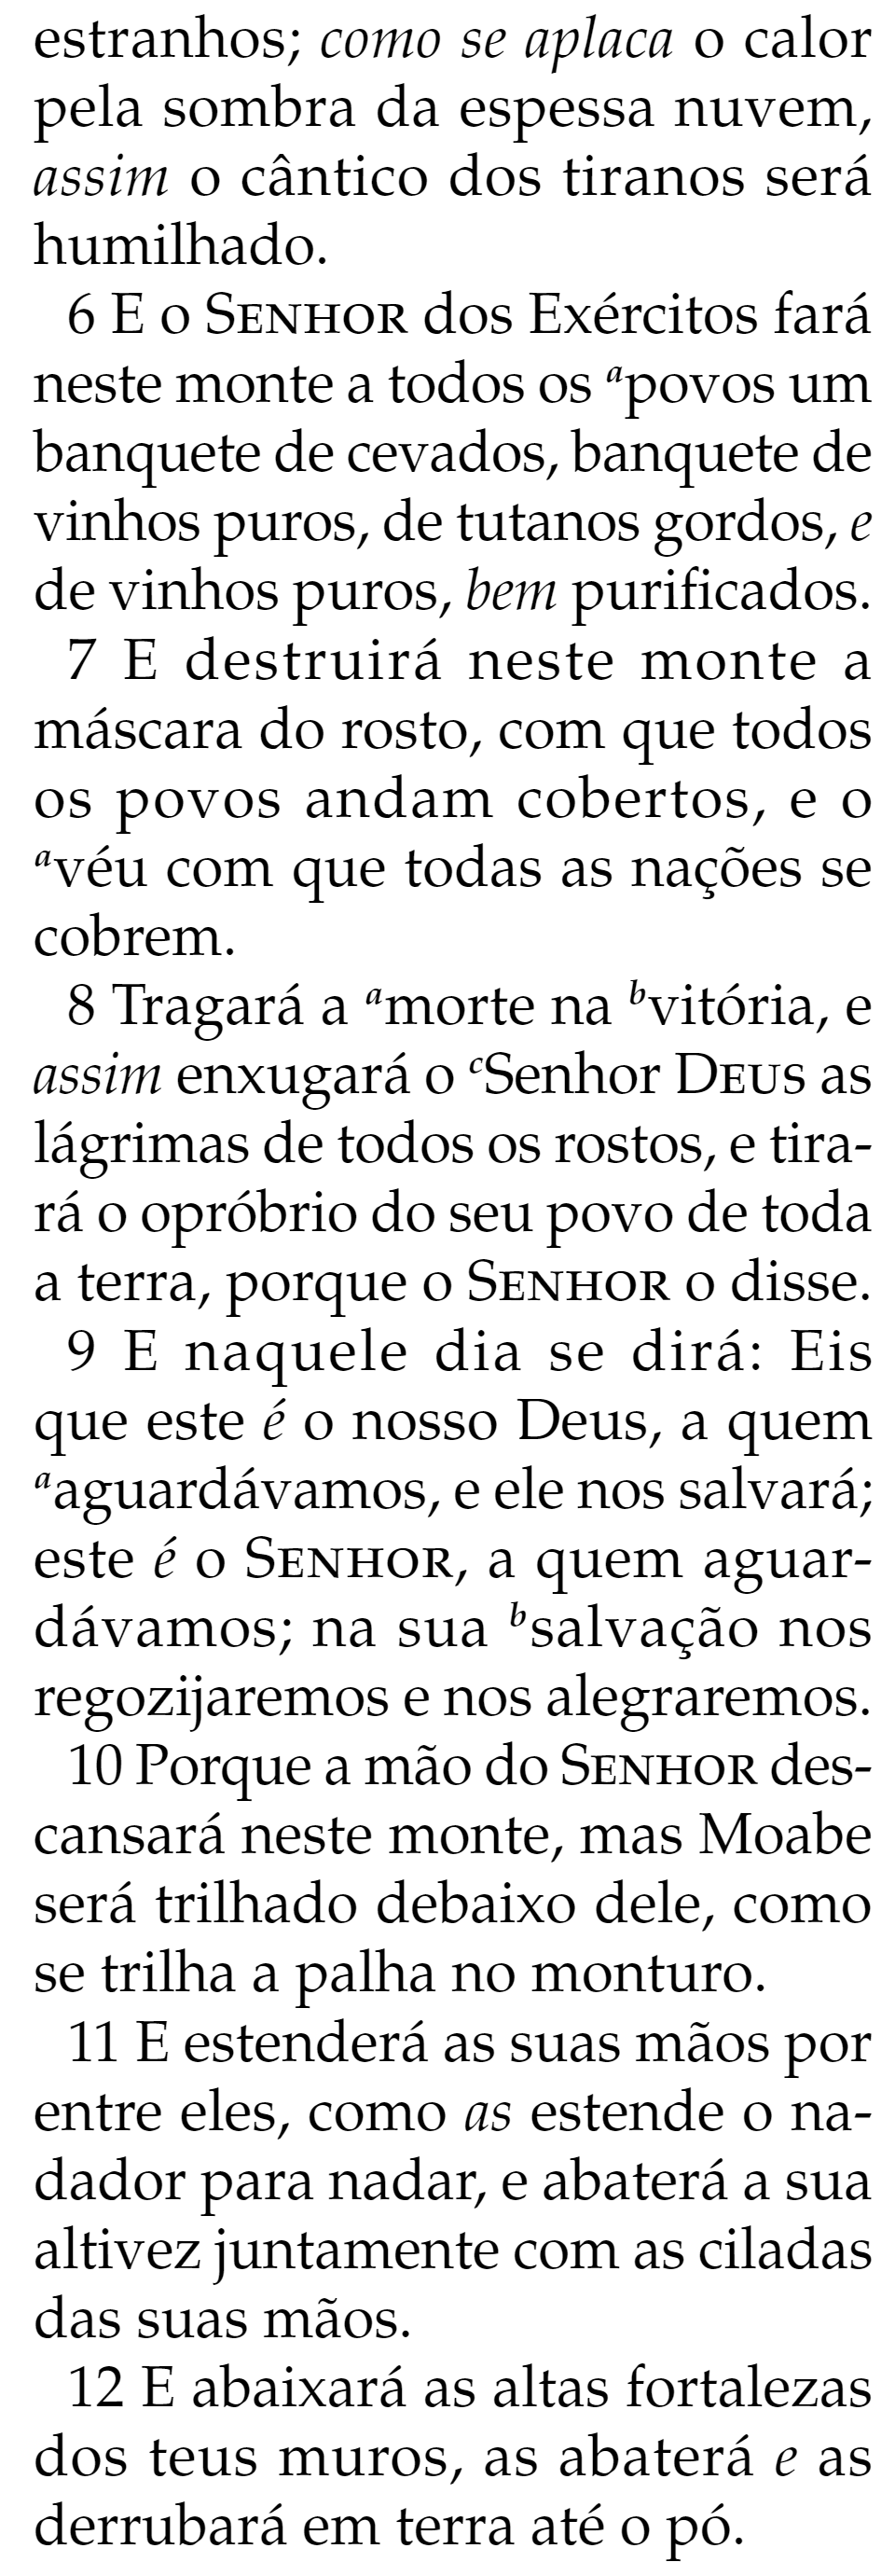 estranhos; como se aplaca o calor
pela sombra da espessa nuvem,
assim o cântico dos tiranos será
humilhado.
6 E o Senhor dos Exércitos fará
neste monte a todos os ᵃpovos um
banquete de cevados, banquete de
vinhos puros, de tutanos gordos, e
de vinhos puros, bem purificados.
7 E destruirá neste monte a
máscara do rosto, com que todos
os povos andam cobertos, e o
ᵃvéu com que todas as nações se
cobrem.
8 Tragará a ᵃmorte na ᵇvitória, e
assim enxugará o ᶜSenhor Deus as
lágrimas de todos os rostos, e tira-
rá o opróbrio do seu povo de toda
a terra, porque o Senhor o disse.
9 E naquele dia se dirá: Eis
que este é o nosso Deus, a quem
ᵃaguardávamos, e ele nos salvará;
este é o Senhor, a quem aguar-
dávamos; na sua ᵇsalvação nos
regozijaremos e nos alegraremos.
10 Porque a mão do Senhor des-
cansará neste monte, mas Moabe
será trilhado debaixo dele, como
se trilha a palha no monturo.
11 E estenderá as suas mãos por
entre eles, como as estende o na-
dador para nadar, e abaterá a sua
altivez juntamente com as ciladas
das suas mãos.
12 E abaixará as altas fortalezas
dos teus muros, as abaterá e as
derrubará em terra até o pó.